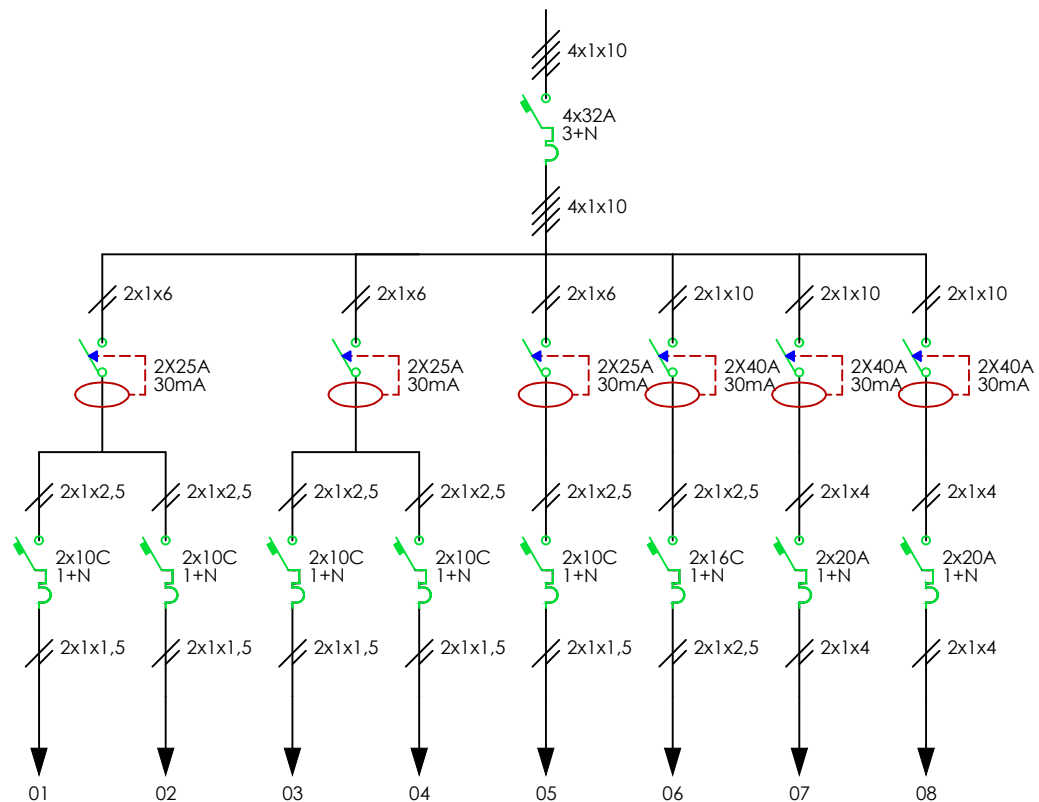 4x1x10
4x32A
3+N
4x1x10
2x1x6
2x1x6
2x1x6
2x1x10
2x1x10
2x1x10
2X25A
30mA
2X25A
30mA
2X25A
30mA
2X40A
30mA
2X40A
30mA
2X40A
30mA
2x1x2,5
2x1x2,5
2x1x2,5
2x1x2,5
2x1x2,5
2x1x2,5
2x1x4
2x1x4
2x10C
1+N
2x10C
1+N
2x10C
1+N
2x10C
1+N
2x10C
1+N
2x16C
1+N
2x20A
1+N
2x20A
1+N
2x1x1,5
2x1x1,5
2x1x1,5
2x1x1,5
2x1x1,5
2x1x2,5
2x1x4
2x1x4
01
02
03
04
05
06
07
08